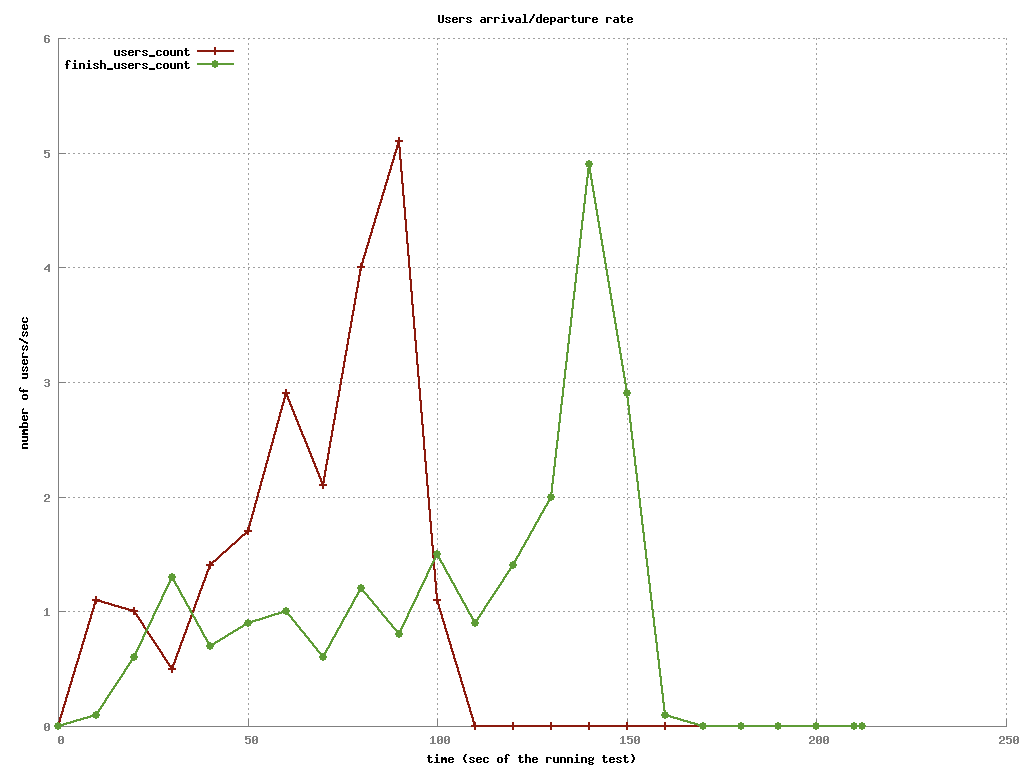 Users arrival/departure rate
6
users_count
finish_users_count
5
4
3
2
1
0
number of users/sec
0 50 100 150 200 250
time (sec of the running test)